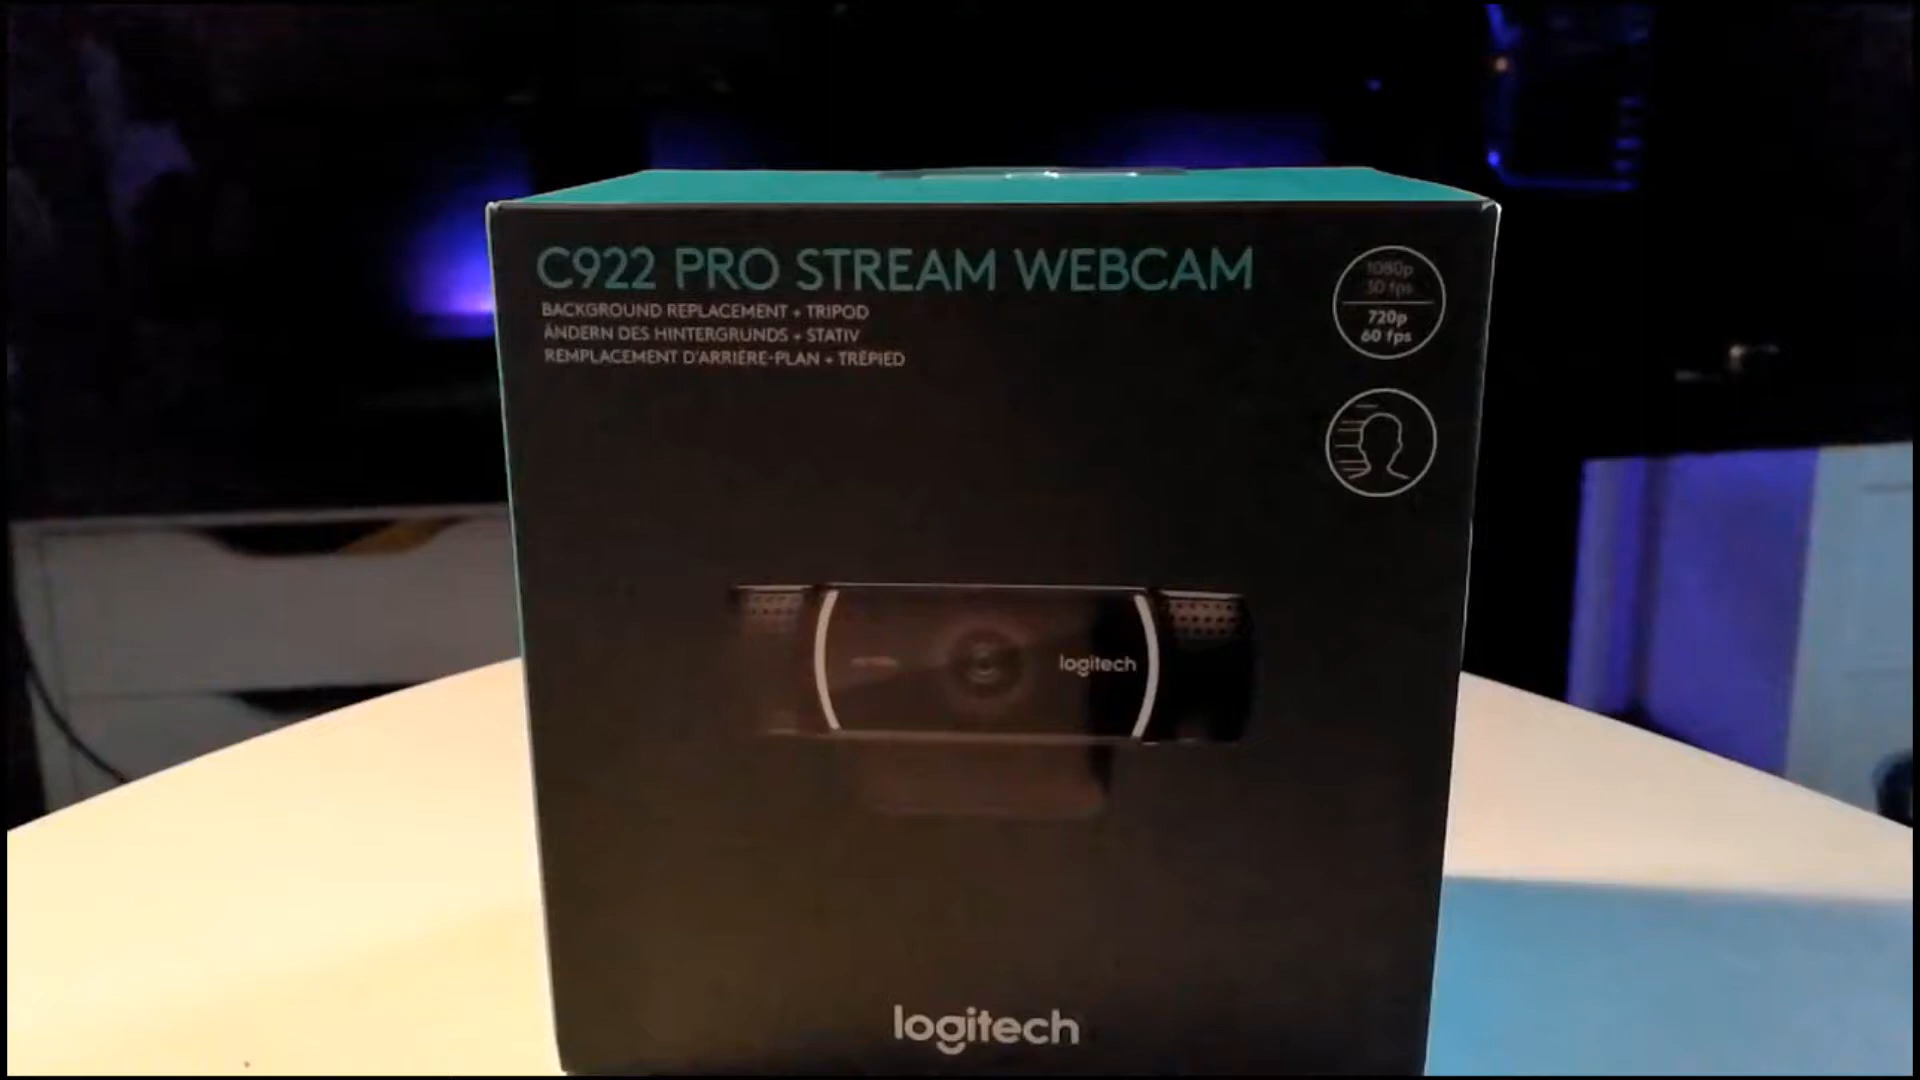 C922 PRO STREAM WEBCAM
BACKGROUND REPLACEMENT + TRIPOD
ÄNDERN DES HINTERGRUNDS + STATIV
REMPLACEMENT D'ARRIÈRE-PLAN + TRÉPIED
1080p
30 fps
720p
60 fps
logitech
logitech